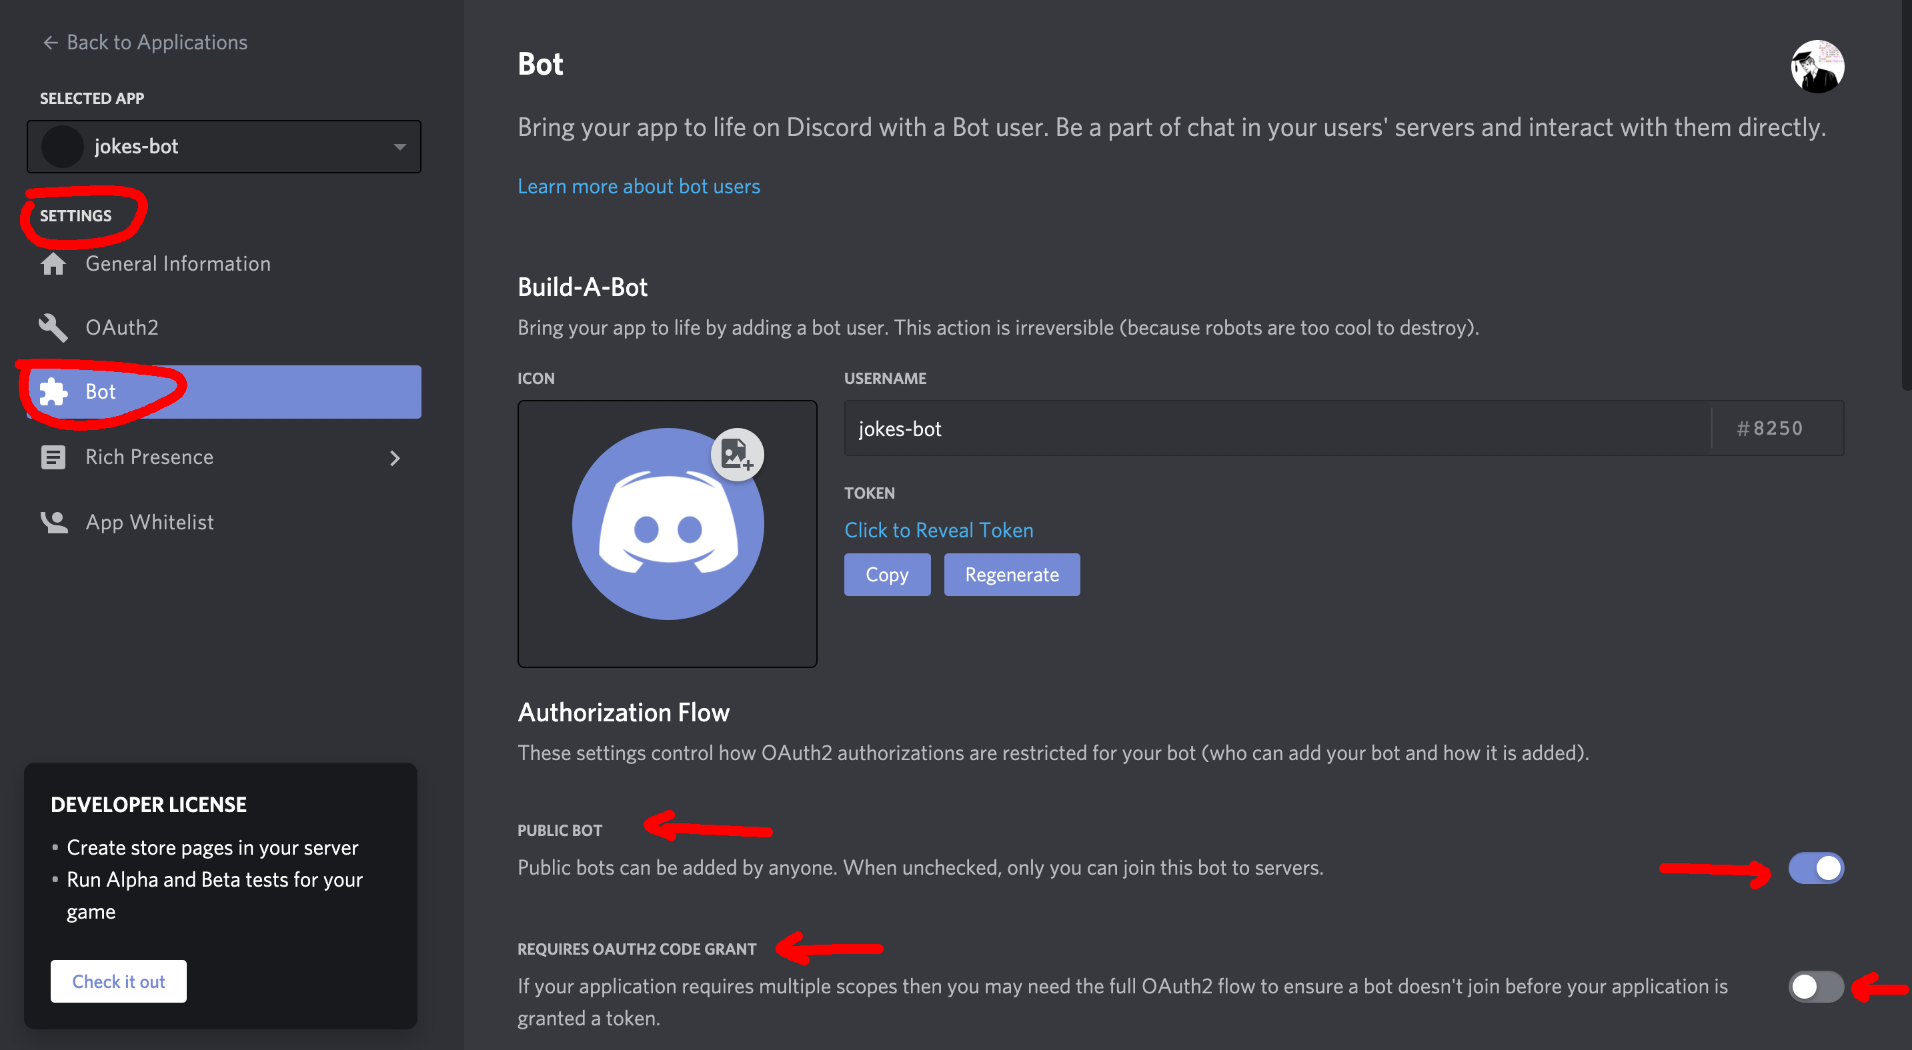 ← Back to Applications
SELECTED APP
jokes-bot
SETTINGS
General Information
OAuth2
Bot
Rich Presence
App Whitelist
DEVELOPER LICENSE
• Create store pages in your server
• Run Alpha and Beta tests for your
game
Check it out
Bot
Bring your app to life on Discord with a Bot user. Be a part of chat in your users' servers and interact with them directly.
Learn more about bot users
Build-A-Bot
Bring your app to life by adding a bot user. This action is irreversible (because robots are too cool to destroy).
ICON
USERNAME
jokes-bot #8250
TOKEN
Click to Reveal Token
Copy Regenerate
Authorization Flow
These settings control how OAuth2 authorizations are restricted for your bot (who can add your bot and how it is added).
PUBLIC BOT
Public bots can be added by anyone. When unchecked, only you can join this bot to servers.
REQUIRES OAUTH2 CODE GRANT
If your application requires multiple scopes then you may need the full OAuth2 flow to ensure a bot doesn't join before your application is
granted a token.